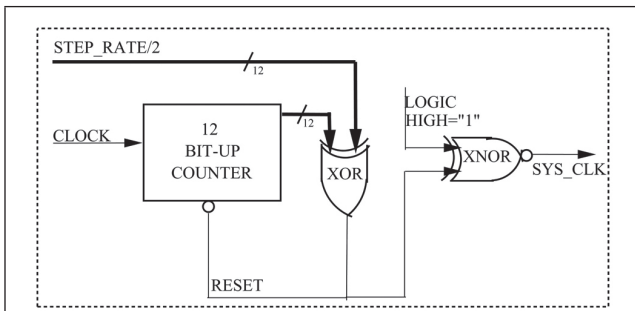 STEP_RATE/2
12
12
LOGIC
HIGH="1"
CLOCK
12
BIT-UP
COUNTER
XOR
XNOR
SYS_CLK
RESET